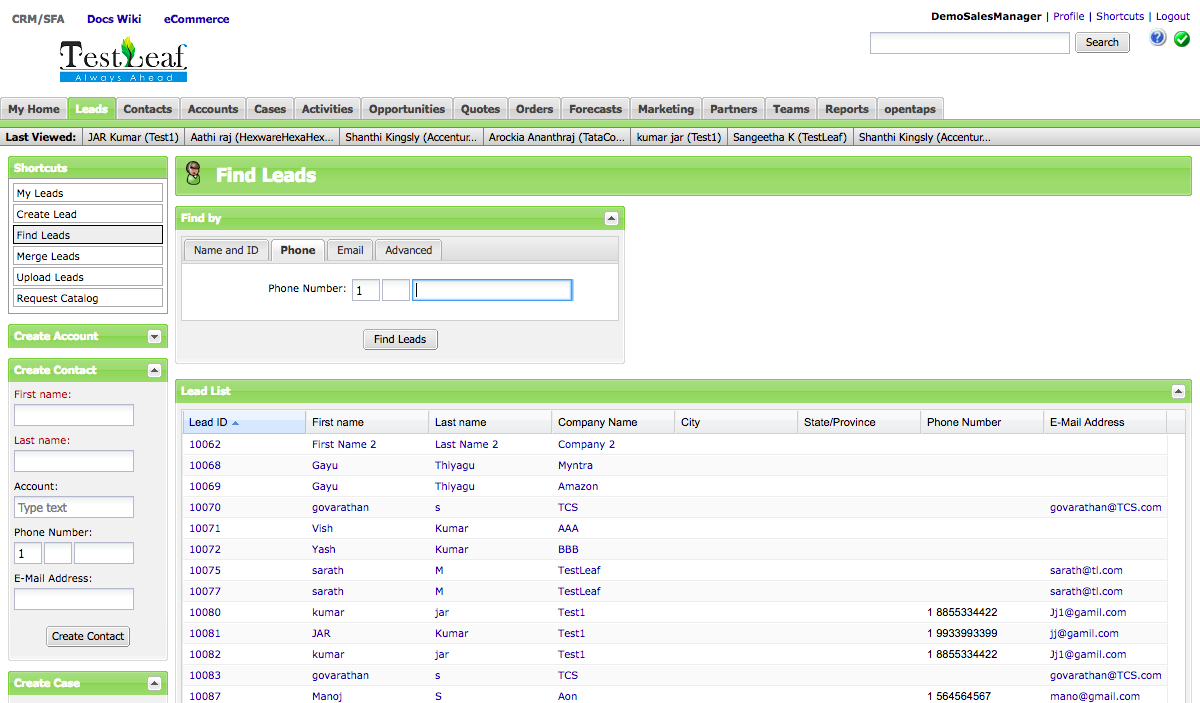 CRM/SFA Docs Wiki eCommerce
DemoSalesManager | Profile | Shortcuts | Logout
TestLeaf
Always Ahead
Search
?
My Home Leads Contacts Accounts Cases Activities Opportunities Quotes Orders Forecasts Marketing Partners Teams Reports opentaps
Last Viewed: JAR Kumar (Test1) Aathi raj (HexwareHexaHex... Shanthi Kingsly (Accentur... Arockia Ananthraj (TataCo... kumar jar (Test1) Sangeetha K (TestLeaf) Shanthi Kingsly (Accentur...
Shortcuts
My Leads
Create Lead
Find Leads
Merge Leads
Upload Leads
Request Catalog
Create Account
Create Contact
First name:
Last name:
Account:
Type text
Phone Number:
1
E-Mail Address:
Create Contact
Create Case
Find Leads
Find by
Name and ID Phone Email Advanced
Phone Number: 1
Find Leads
Lead List
Lead ID First name Last name Company Name City State/Province Phone Number E-Mail Address
10062 First Name 2 Last Name 2 Company 2
10068 Gayu Thiyagu Myntra
10069 Gayu Thiyagu Amazon
10070 govarathan s TCS govarathan@TCS.com
10071 Vish Kumar AAA
10072 Yash Kumar BBB
10075 sarath M TestLeaf sarath@tl.com
10077 sarath M TestLeaf sarath@tl.com
10080 kumar jar Test1 1 8855334422 Jj1@gamil.com
10081 JAR Kumar Test1 1 9933993399 jj@gamil.com
10082 kumar jar Test1 1 8855334422 Jj1@gamil.com
10083 govarathan s TCS govarathan@TCS.com
10087 Manoj S Aon 1 564564567 mano@gmail.com